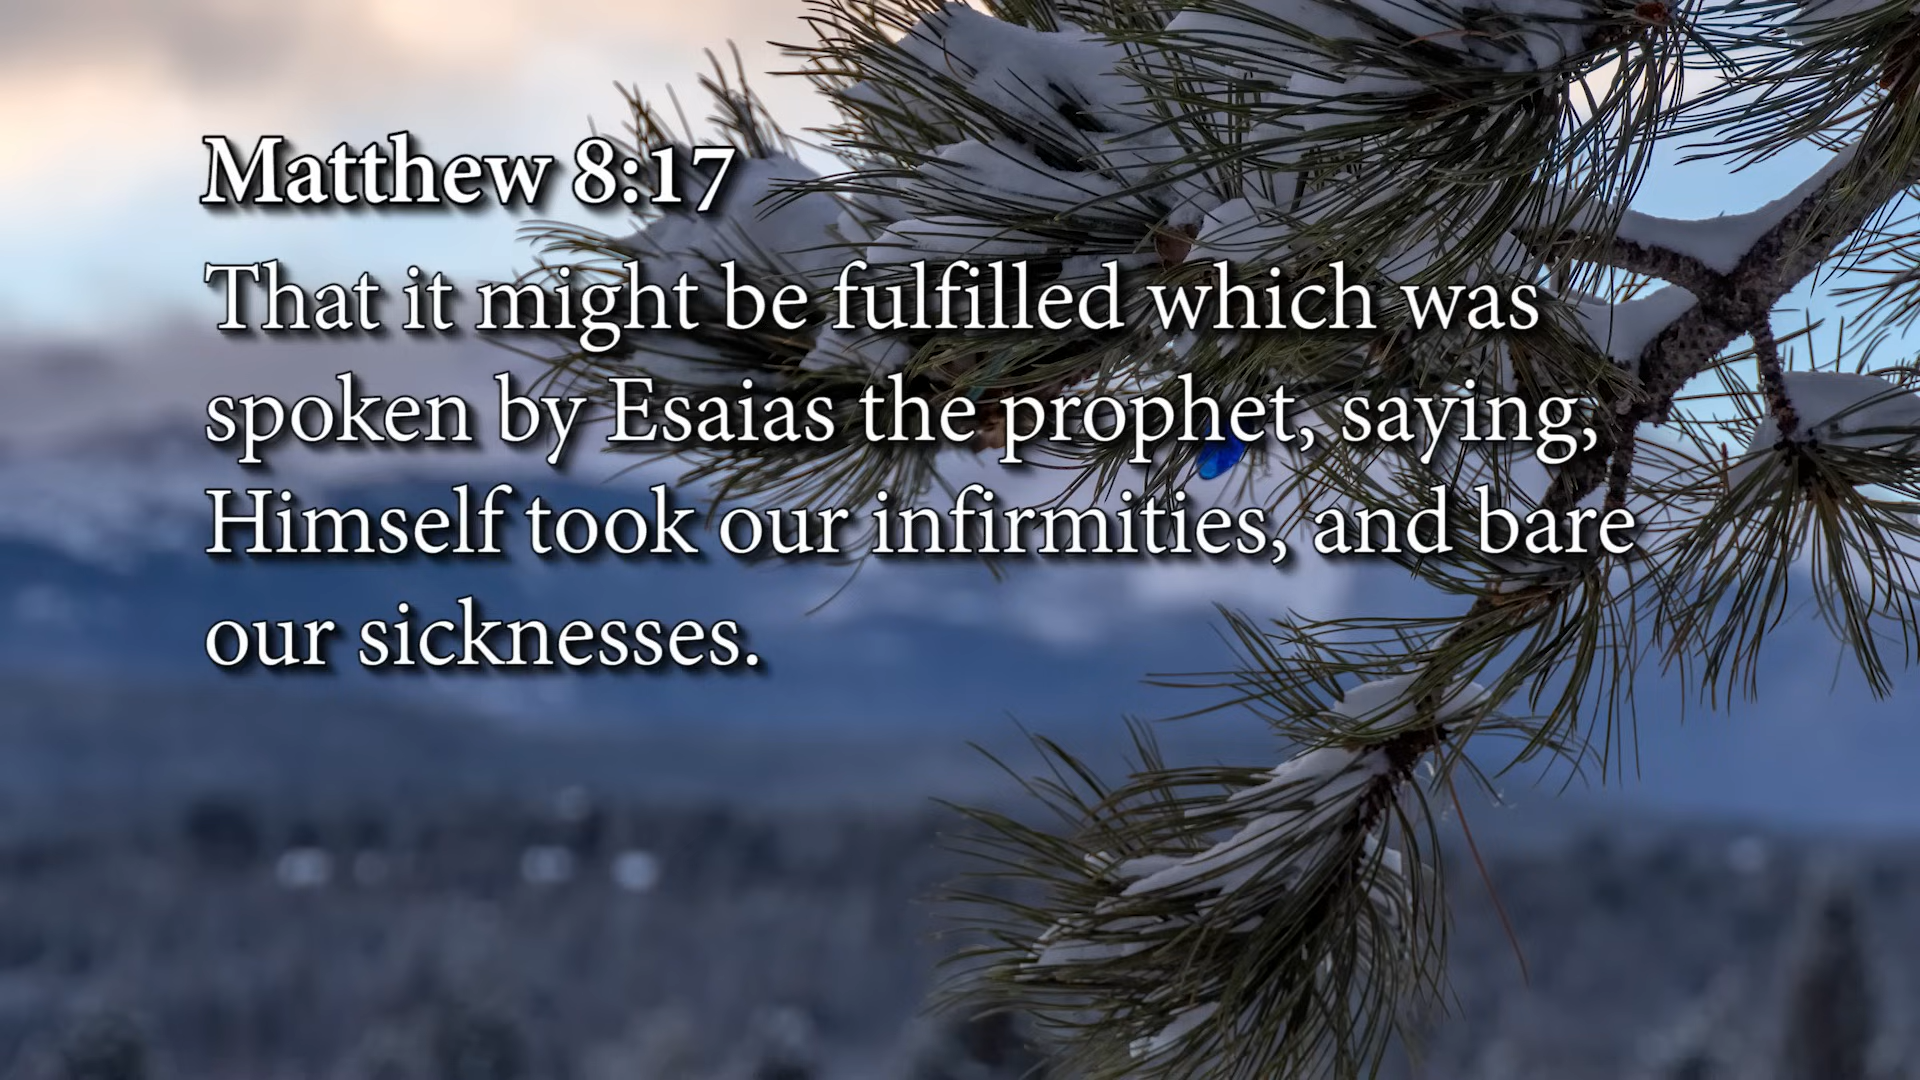 Matthew 8:17
That it might be fulfilled which was
spoken by Esaias the prophet, saying,
Himself took our infirmities, and bare
our sicknesses.